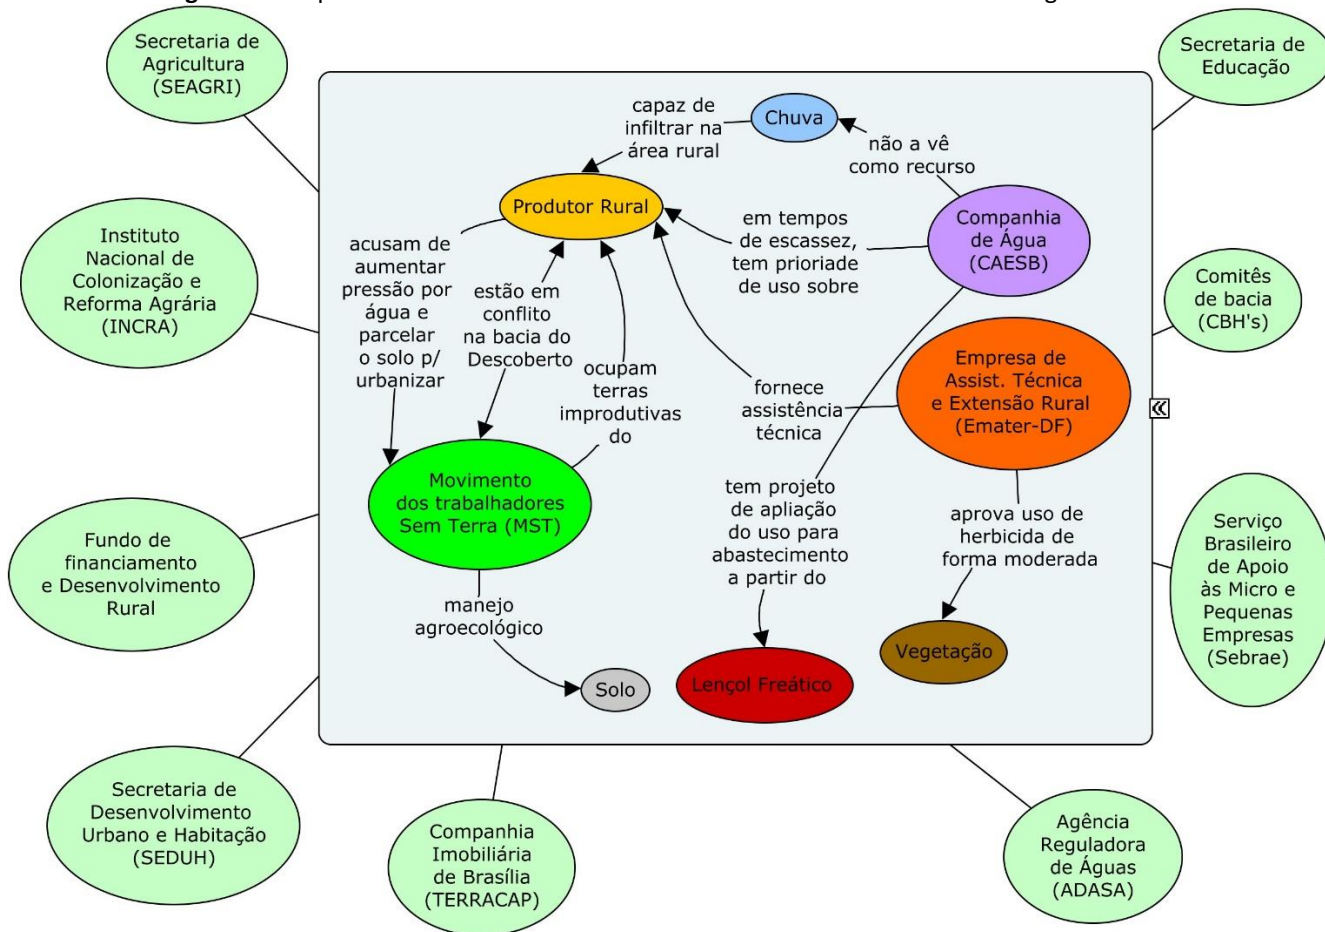 Secretaria de
Agricultura
(SEAGRI)
Secretaria de
Educação
Chuva
capaz de
infiltrar na
área rural
não a vê
como recurso
Produtor Rural
Companhia
de Água
(CAESB)
em tempos
de escassez,
tem prioriade
de uso sobre
Instituto
Nacional de
Colonização e
Reforma Agrária
(INCRA)
acusam de
aumentar
pressão por
água e
parcelar
o solo p/
urbanizar
estão em
conflito
na bacia do
Descoberto
ocupam
terras
improdutivas
do
fornece
assistência
técnica
Empresa de
Assist. Técnica
e Extensão Rural
(Emater-DF)
Comitês
de bacia
(CBH's)
Movimento
dos trabalhadores
Sem Terra (MST)
tem projeto
de apliação
do uso para
abastecimento
a partir do
aprova uso de
herbicida de
forma moderada
Fundo de
financiamento
e Desenvolvimento
Rural
Serviço
Brasileiro
de Apoio
às Micro e
Pequenas
Empresas
(Sebrae)
manejo
agroecológico
Solo
Lençol Freático
Vegetação
Secretaria de
Desenvolvimento
Urbano e Habitação
(SEDUH)
Companhia
Imobiliária
de Brasília
(TERRACAP)
Agência
Reguladora
de Águas
(ADASA)